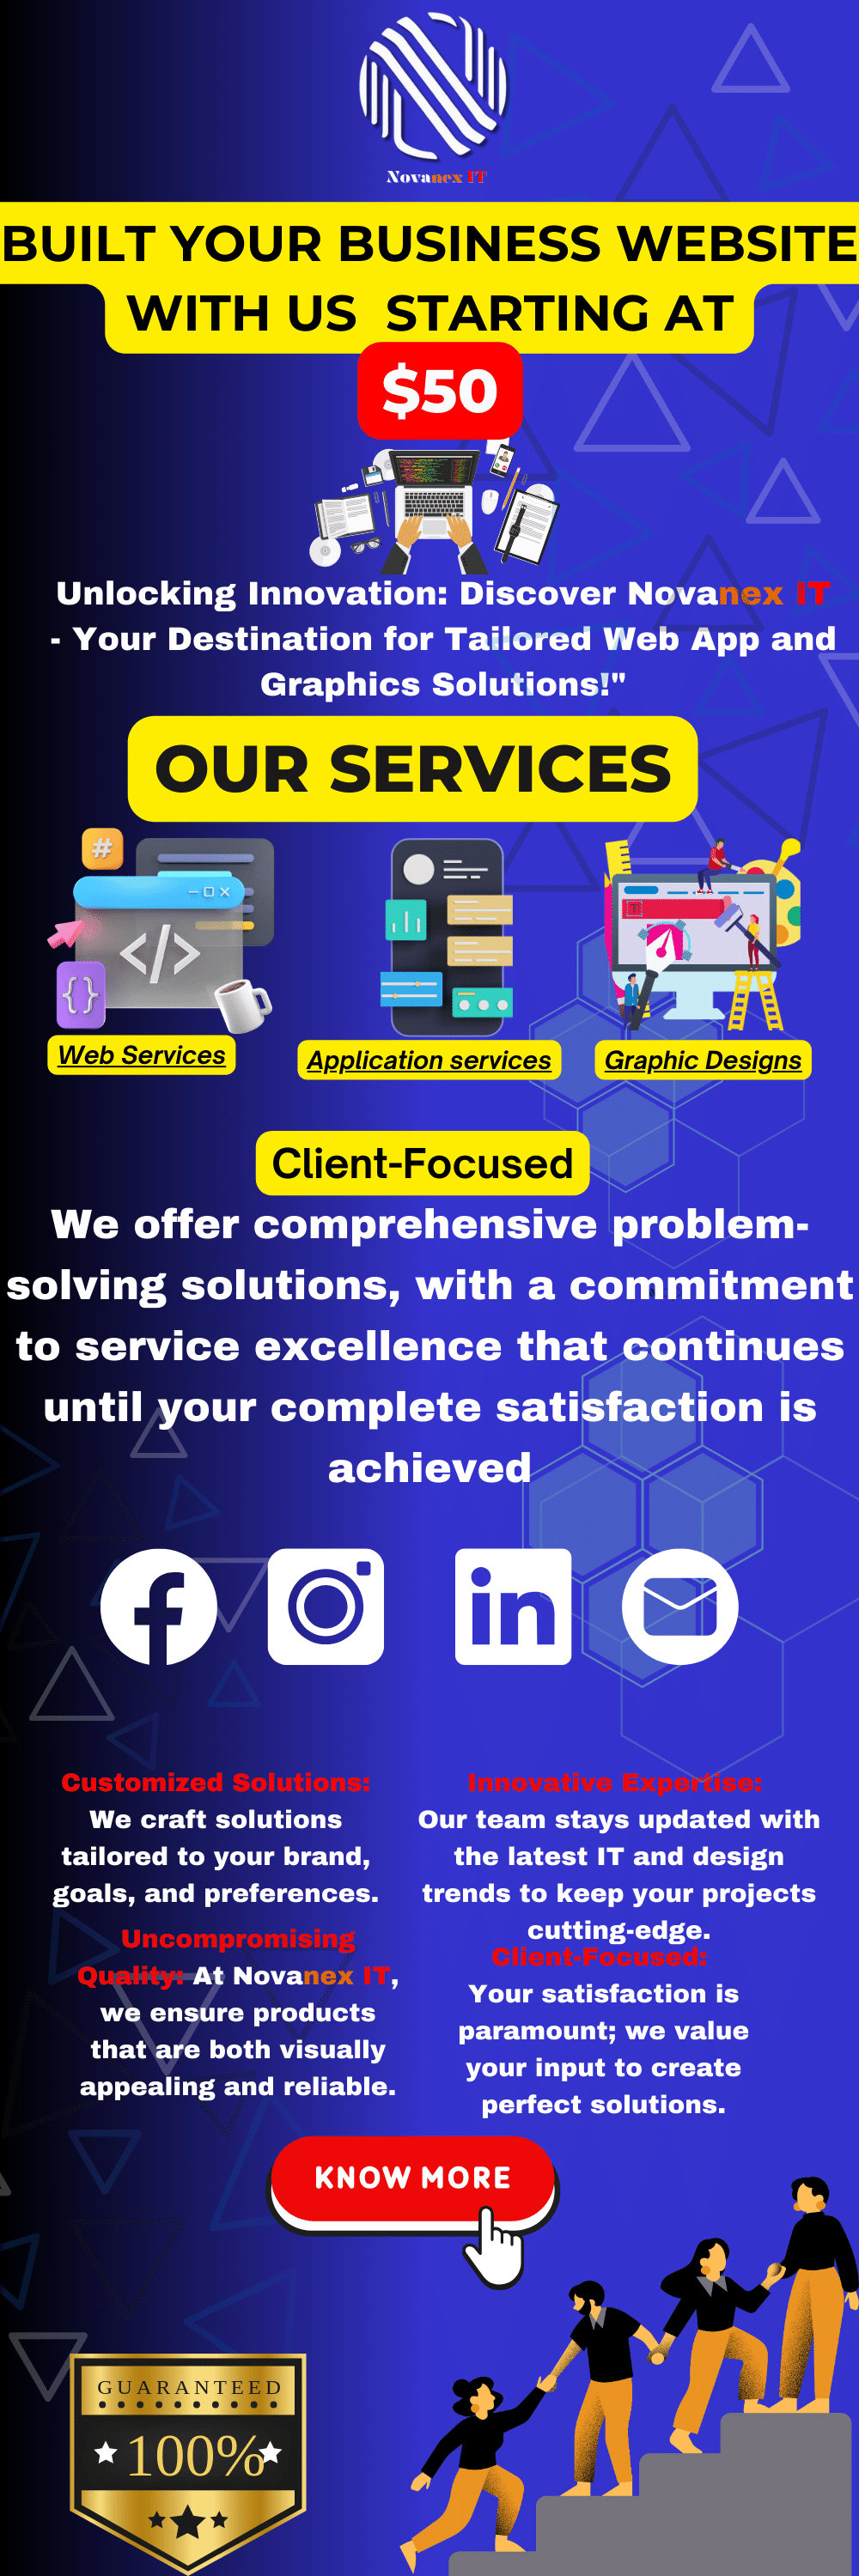 Novanex IT
BUILT YOUR BUSINESS WEBSITE
WITH US STARTING AT
$50
Unlocking Innovation: Discover Novanex IT
- Your Destination for Tailored Web App and
Graphics Solutions!"
OUR SERVICES
#
</>
{}
T
Web Services
Application services
Graphic Designs
Client-Focused
We offer comprehensive problem-
solving solutions, with a commitment
to service excellence that continues
until your complete satisfaction is
achieved
f
in
Customized Solutions:
We craft solutions
tailored to your brand,
goals, and preferences.
Innovative Expertise:
Our team stays updated with
the latest IT and design
trends to keep your projects
cutting-edge.
Uncompromising
Quality: At Novanex IT,
we ensure products
that are both visually
appealing and reliable.
Client-Focused:
Your satisfaction is
paramount; we value
your input to create
perfect solutions.
KNOW MORE
GUARANTEED
100%